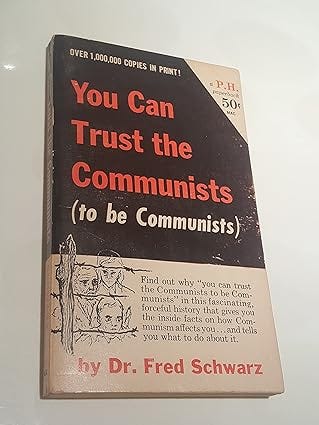 OVER 1,000,000 COPIES IN PRINT!
a P.H.
paperback
50¢
MAC
You Can
Trust the
Communists
(to be Communists)
Find out why "you can trust
the Communists to be Com-
munists" in this fascinating,
forceful history that gives you
the inside facts on how Com-
munism affects you...and tells
you what to do about it.
by Dr. Fred Schwarz